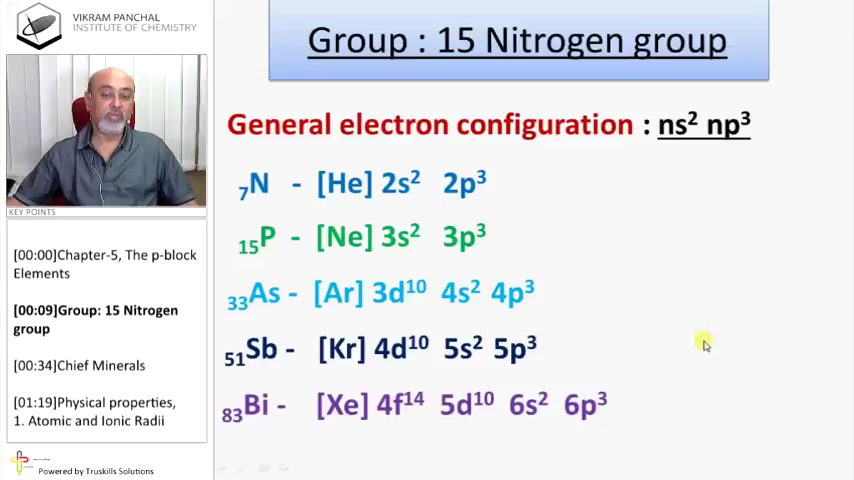 VIKRAM PANCHAL
INSTITUTE OF CHEMISTRY
Group : 15 Nitrogen group
General electron configuration : ns² np³
₇N - [He] 2s² 2p³
₁₅P - [Ne] 3s² 3p³
₃₃As - [Ar] 3d¹⁰ 4s² 4p³
₅₁Sb - [Kr] 4d¹⁰ 5s² 5p³
₈₃Bi - [Xe] 4f¹⁴ 5d¹⁰ 6s² 6p³
KEY POINTS
[00:00]Chapter-5, The p-block
Elements
[00:09]Group: 15 Nitrogen
group
[00:34]Chief Minerals
[01:19]Physical properties,
1. Atomic and Ionic Radii
Powered by Truskills Solutions